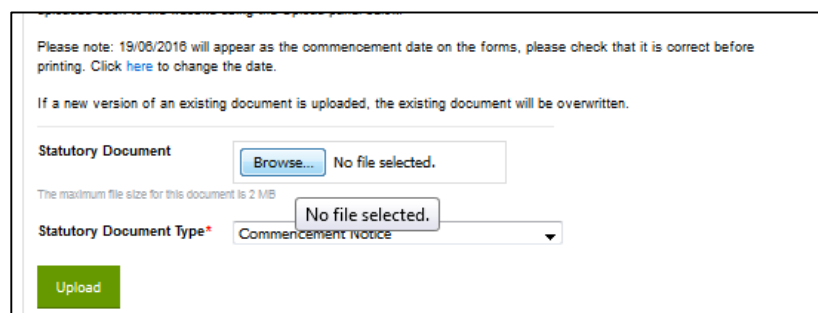 Please note: 19/06/2016 will appear as the commencement date on the forms, please check that it is correct before
printing. Click here to change the date.
If a new version of an existing document is uploaded, the existing document will be overwritten.
Statutory Document
Browse... No file selected.
The maximum file size for this document is 2 MB
No file selected.
Statutory Document Type* Commencement Notice
Upload